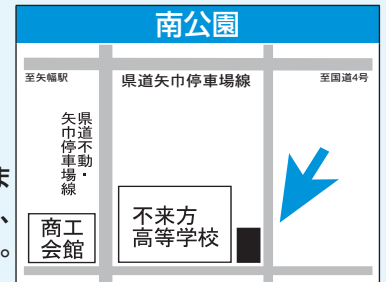 南公園
至矢幅駅
県道矢巾停車場線
至国道4号
県道不動・
矢巾停車場線
ま
、
。
商工
会館
不来方
高等学校